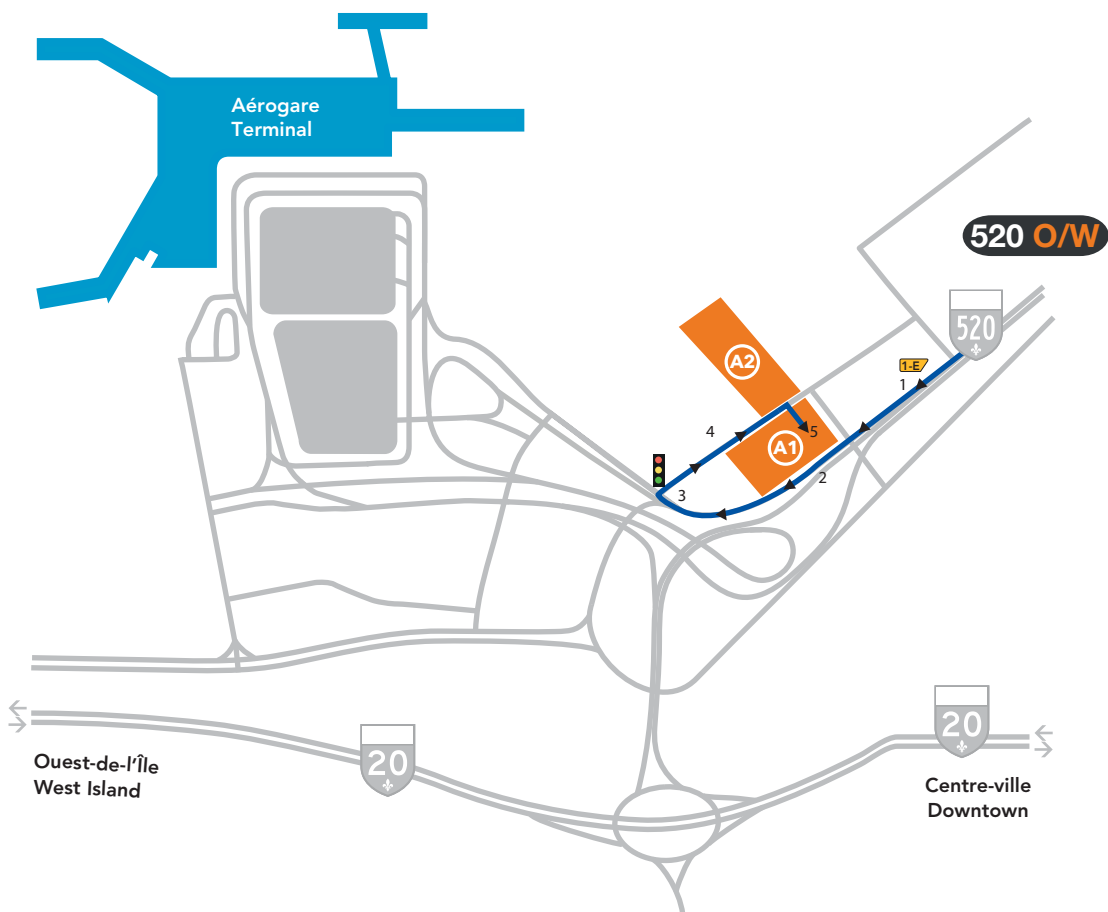 Aérogare
Terminal
520 O/W
520
1-E
1
A2
4
5
A1
2
3
20
20
Ouest-de-l'Île
West Island
Centre-ville
Downtown